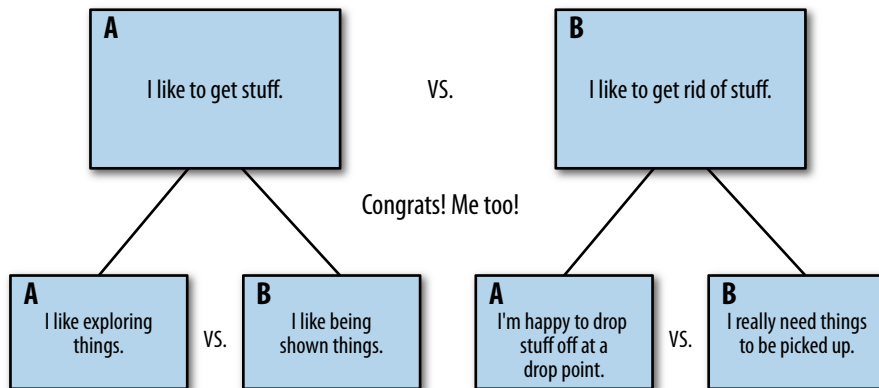 A
I like to get stuff.
VS.
B
I like to get rid of stuff.
Congrats! Me too!
A
I like exploring
things.
VS.
B
I like being
shown things.
A
I'm happy to drop
stuff off at a
drop point.
VS.
B
I really need things
to be picked up.